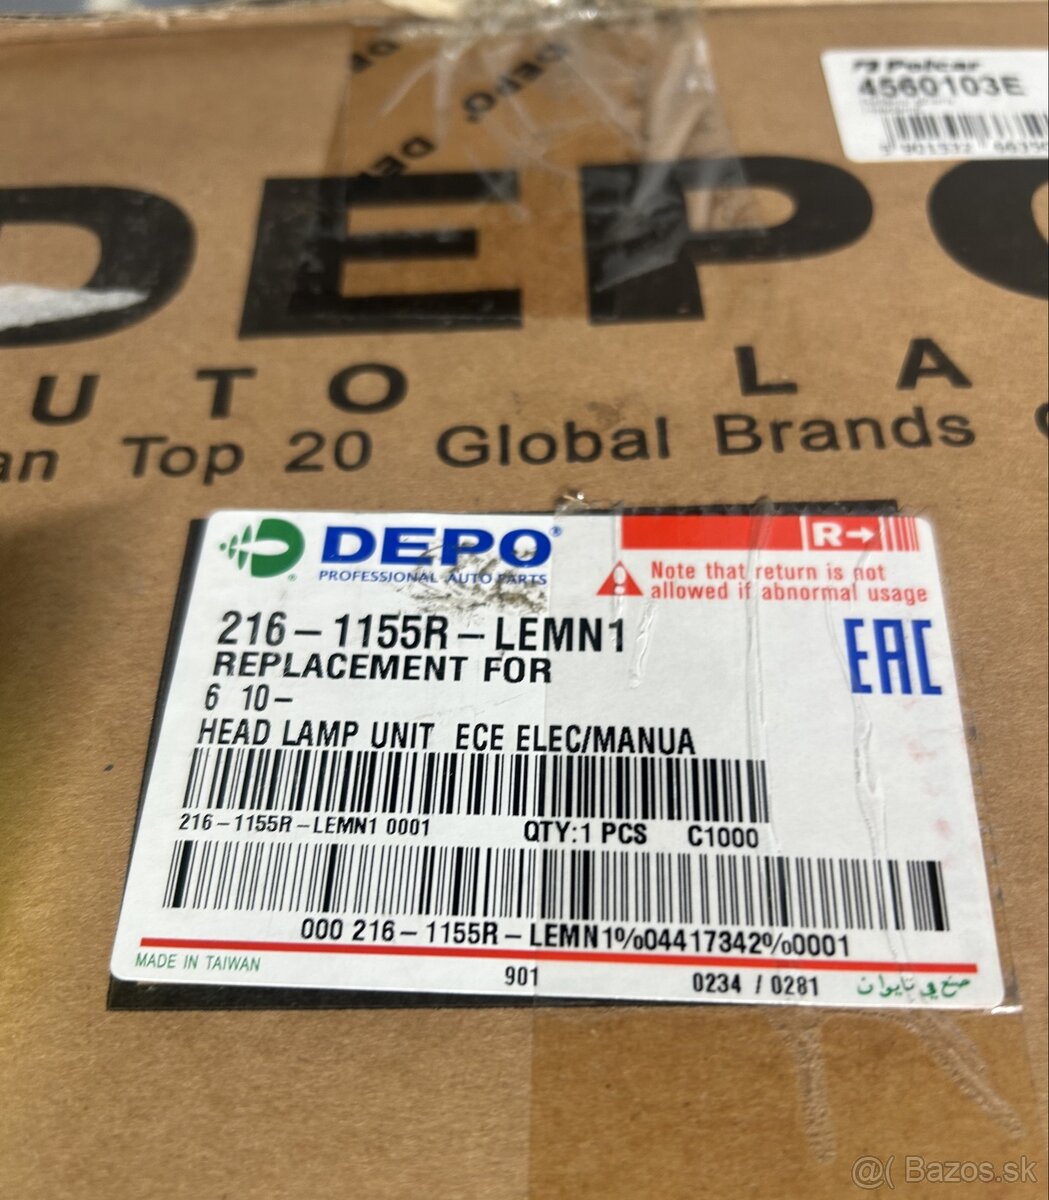 DEPO
DEPO
DEPO
Polcar
4560103E
DEPO
UTO LA
an Top 20 Global Brands
DEPO®
PROFESSIONAL AUTO PARTS
R→
Note that return is not
allowed if abnormal usage
216-1155R-LEMN1
REPLACEMENT FOR
6 10-
HEAD LAMP UNIT ECE ELEC/MANUA
EAC
216-1155R-LEMN1 0001 QTY:1 PCS C1000
000 216-1155R-LEMN1%04417342%0001
MADE IN TAIWAN 901 0234 / 0281 صنع في تايوان
@( Bazos.sk